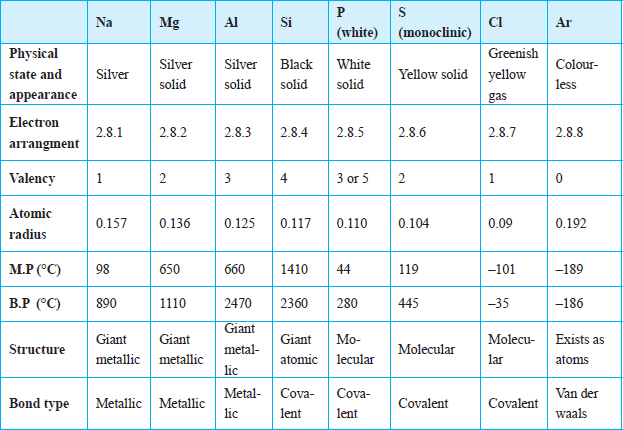 Na Mg Al Si P (white) S (monoclinic) Cl Ar
Physical state and appearance Silver Silver solid Silver solid Black solid White solid Yellow solid Greenish yellow gas Colour-less
Electron arrangment 2.8.1 2.8.2 2.8.3 2.8.4 2.8.5 2.8.6 2.8.7 2.8.8
Valency 1 2 3 4 3 or 5 2 1 0
Atomic radius 0.157 0.136 0.125 0.117 0.110 0.104 0.09 0.192
M.P (°C) 98 650 660 1410 44 119 –101 –189
B.P (°C) 890 1110 2470 2360 280 445 –35 –186
Structure Giant metallic Giant metallic Giant metal-lic Giant atomic Mo-lecular Molecular Molecu-lar Exists as atoms
Bond type Metallic Metallic Metal-lic Cova-lent Cova-lent Covalent Covalent Van der waals